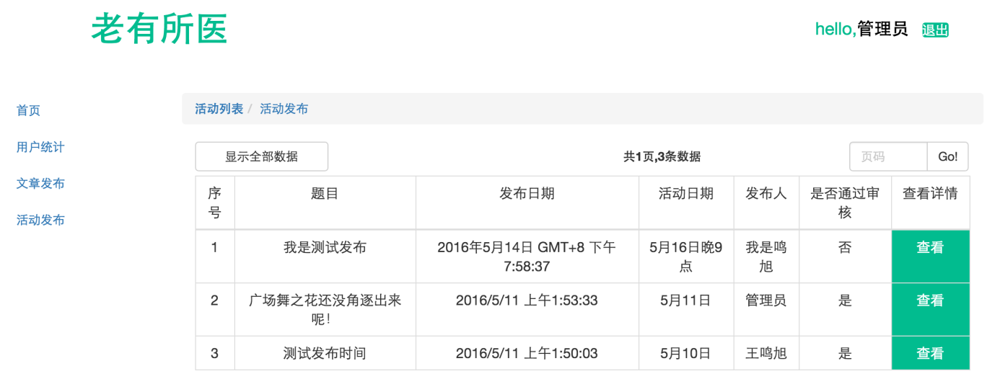 老有所医
hello,管理员 退出
首页
用户统计
文章发布
活动发布
活动列表 / 活动发布
显示全部数据 共1页,3条数据 页码 Go!
序号 题目 发布日期 活动日期 发布人 是否通过审核 查看详情
1 我是测试发布 2016年5月14日 GMT+8 下午7:58:37 5月16日晚9点 我是鸣旭 否 查看
2 广场舞之花还没角逐出来呢! 2016/5/11 上午1:53:33 5月11日 管理员 是 查看
3 测试发布时间 2016/5/11 上午1:50:03 5月10日 王鸣旭 是 查看